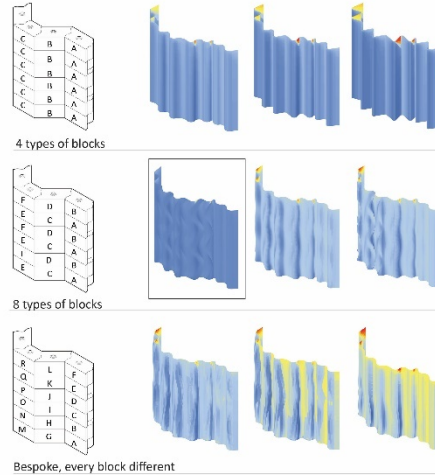 C B A
C B A
C B A
C B A
C B A
C B
4 types of blocks
F D B
E C A
F D B
E C A
I D B
E C A
8 types of blocks
R L F
Q K E
P J D
O I C
N H B
M G A
Bespoke, every block different